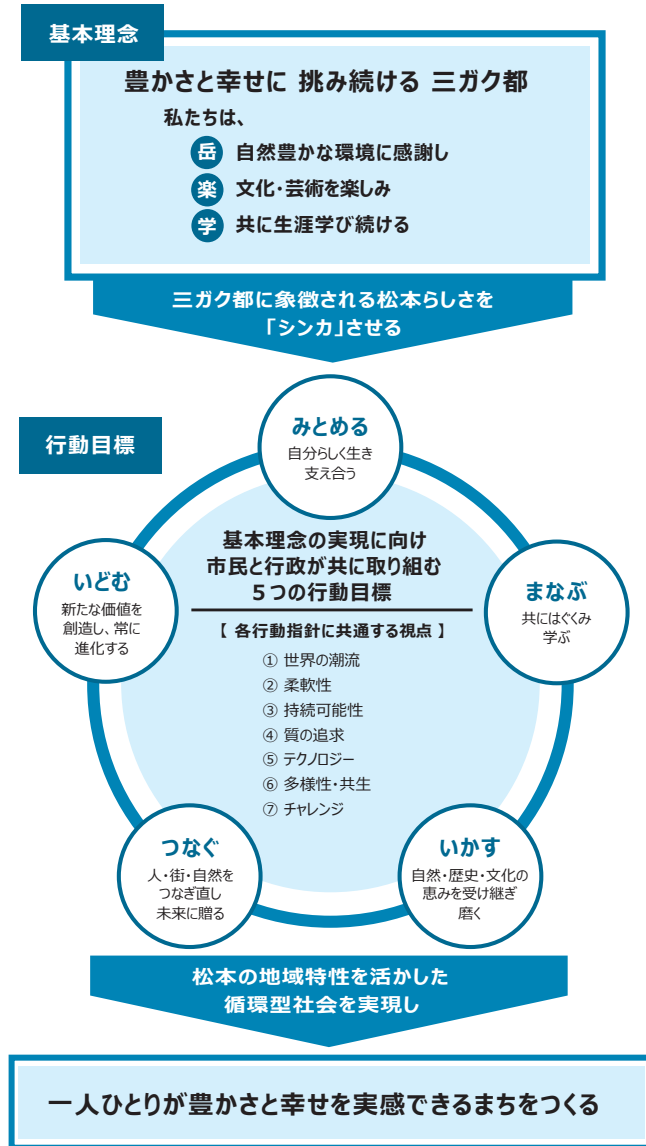 基本理念
豊かさと幸せに 挑み続ける 三ガク都
私たちは、
岳 自然豊かな環境に感謝し
楽 文化・芸術を楽しみ
学 共に生涯学び続ける
三ガク都に象徴される松本らしさを
「シンカ」させる
行動目標
みとめる
自分らしく生き
支え合う
いどむ
新たな価値を
創造し、常に
進化する
基本理念の実現に向け
市民と行政が共に取り組む
５つの行動目標
【 各行動指針に共通する視点 】
① 世界の潮流
② 柔軟性
③ 持続可能性
④ 質の追求
⑤ テクノロジー
⑥ 多様性・共生
⑦ チャレンジ
まなぶ
共にはぐくみ
学ぶ
つなぐ
人・街・自然を
つなぎ直し
未来に贈る
いかす
自然・歴史・文化の
恵みを受け継ぎ
磨く
松本の地域特性を活かした
循環型社会を実現し
一人ひとりが豊かさと幸せを実感できるまちをつくる